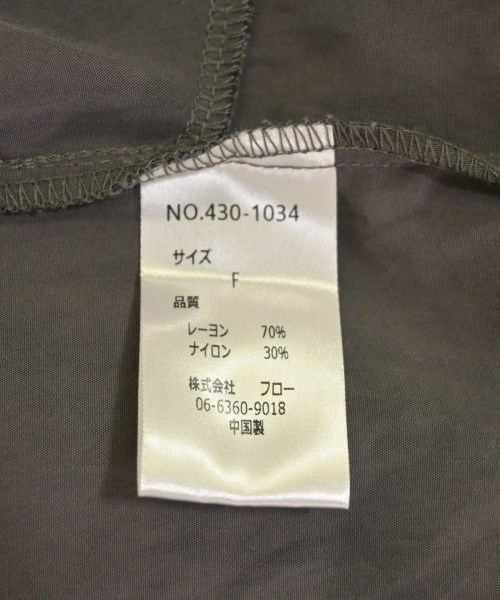 NO.430-1034
サイズ
F
品質
レーヨン 70%
ナイロン 30%
株式会社 フロー
06-6360-9018
中国製